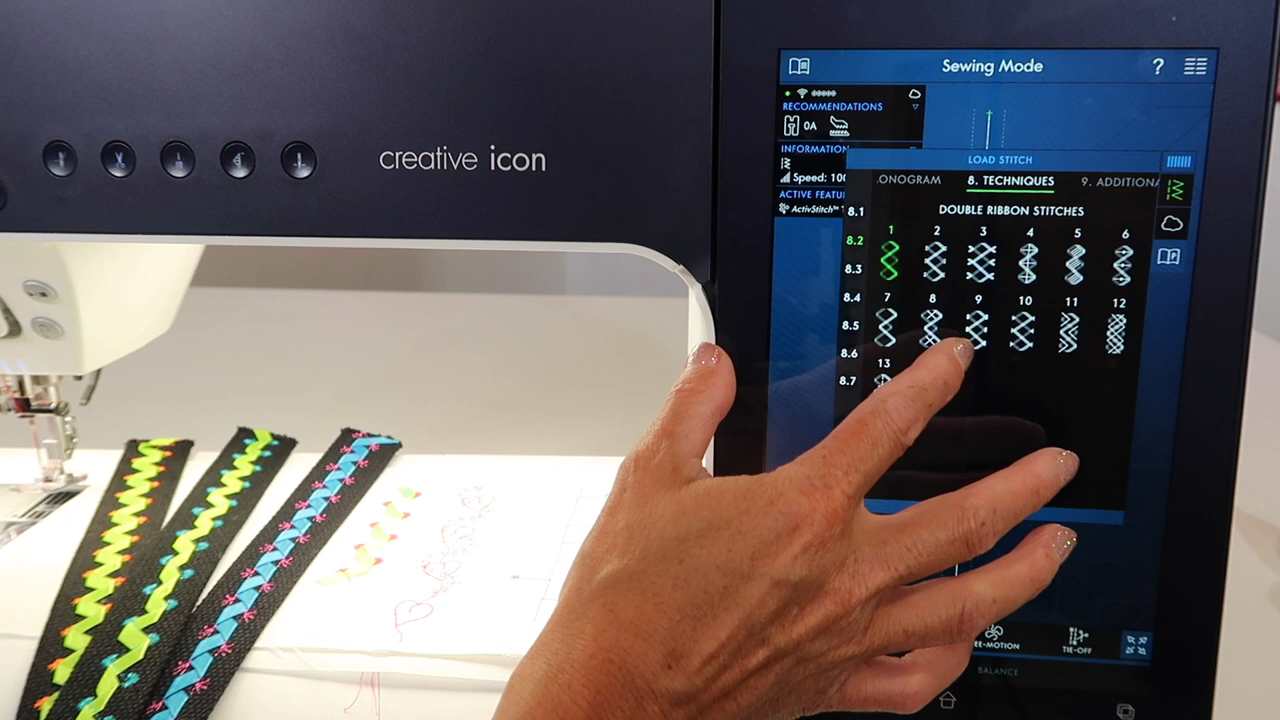 creative icon
Sewing Mode
?
RECOMMENDATIONS
0A
INFORMATION
Speed: 100
ACTIVE FEATU
ActivStitch™
LOAD STITCH
.ONOGRAM 8. TECHNIQUES 9. ADDITIONA
DOUBLE RIBBON STITCHES
8.1
8.2
8.3
8.4
8.5
8.6
8.7
1 2 3 4 5 6
7 8 9 10 11 12
13
EE-MOTION
TIE-OFF
BALANCE